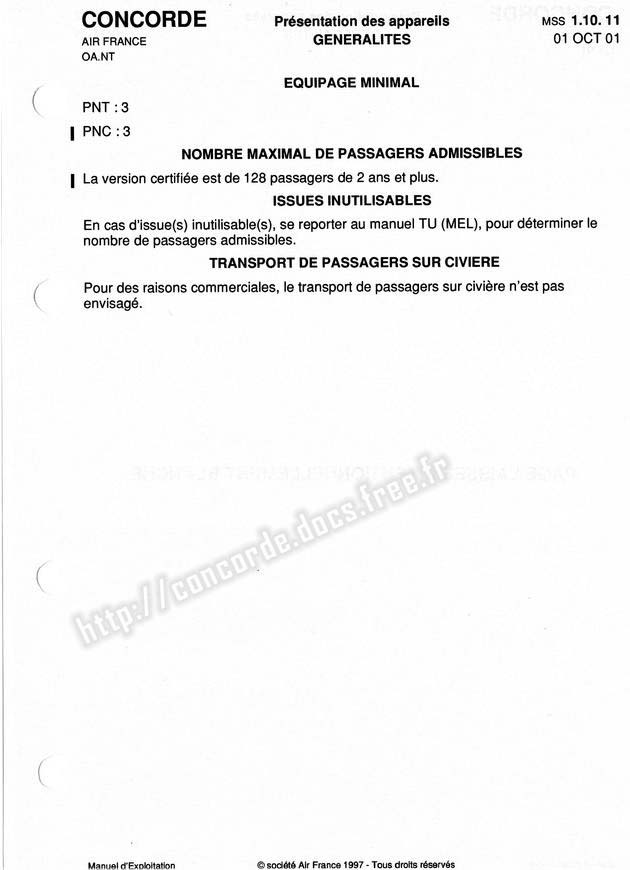 CONCORDE
AIR FRANCE
OA.NT
Présentation des appareils
GENERALITES
MSS 1.10.11
01 OCT 01
EQUIPAGE MINIMAL
PNT : 3
PNC : 3
NOMBRE MAXIMAL DE PASSAGERS ADMISSIBLES
La version certifiée est de 128 passagers de 2 ans et plus.
ISSUES INUTILISABLES
En cas d'issue(s) inutilisable(s), se reporter au manuel TU (MEL), pour déterminer le
nombre de passagers admissibles.
TRANSPORT DE PASSAGERS SUR CIVIERE
Pour des raisons commerciales, le transport de passagers sur civière n'est pas
envisagé.
http://concorde.docs.free.fr
Manuel d'Exploitation
© société Air France 1997 - Tous droits réservés